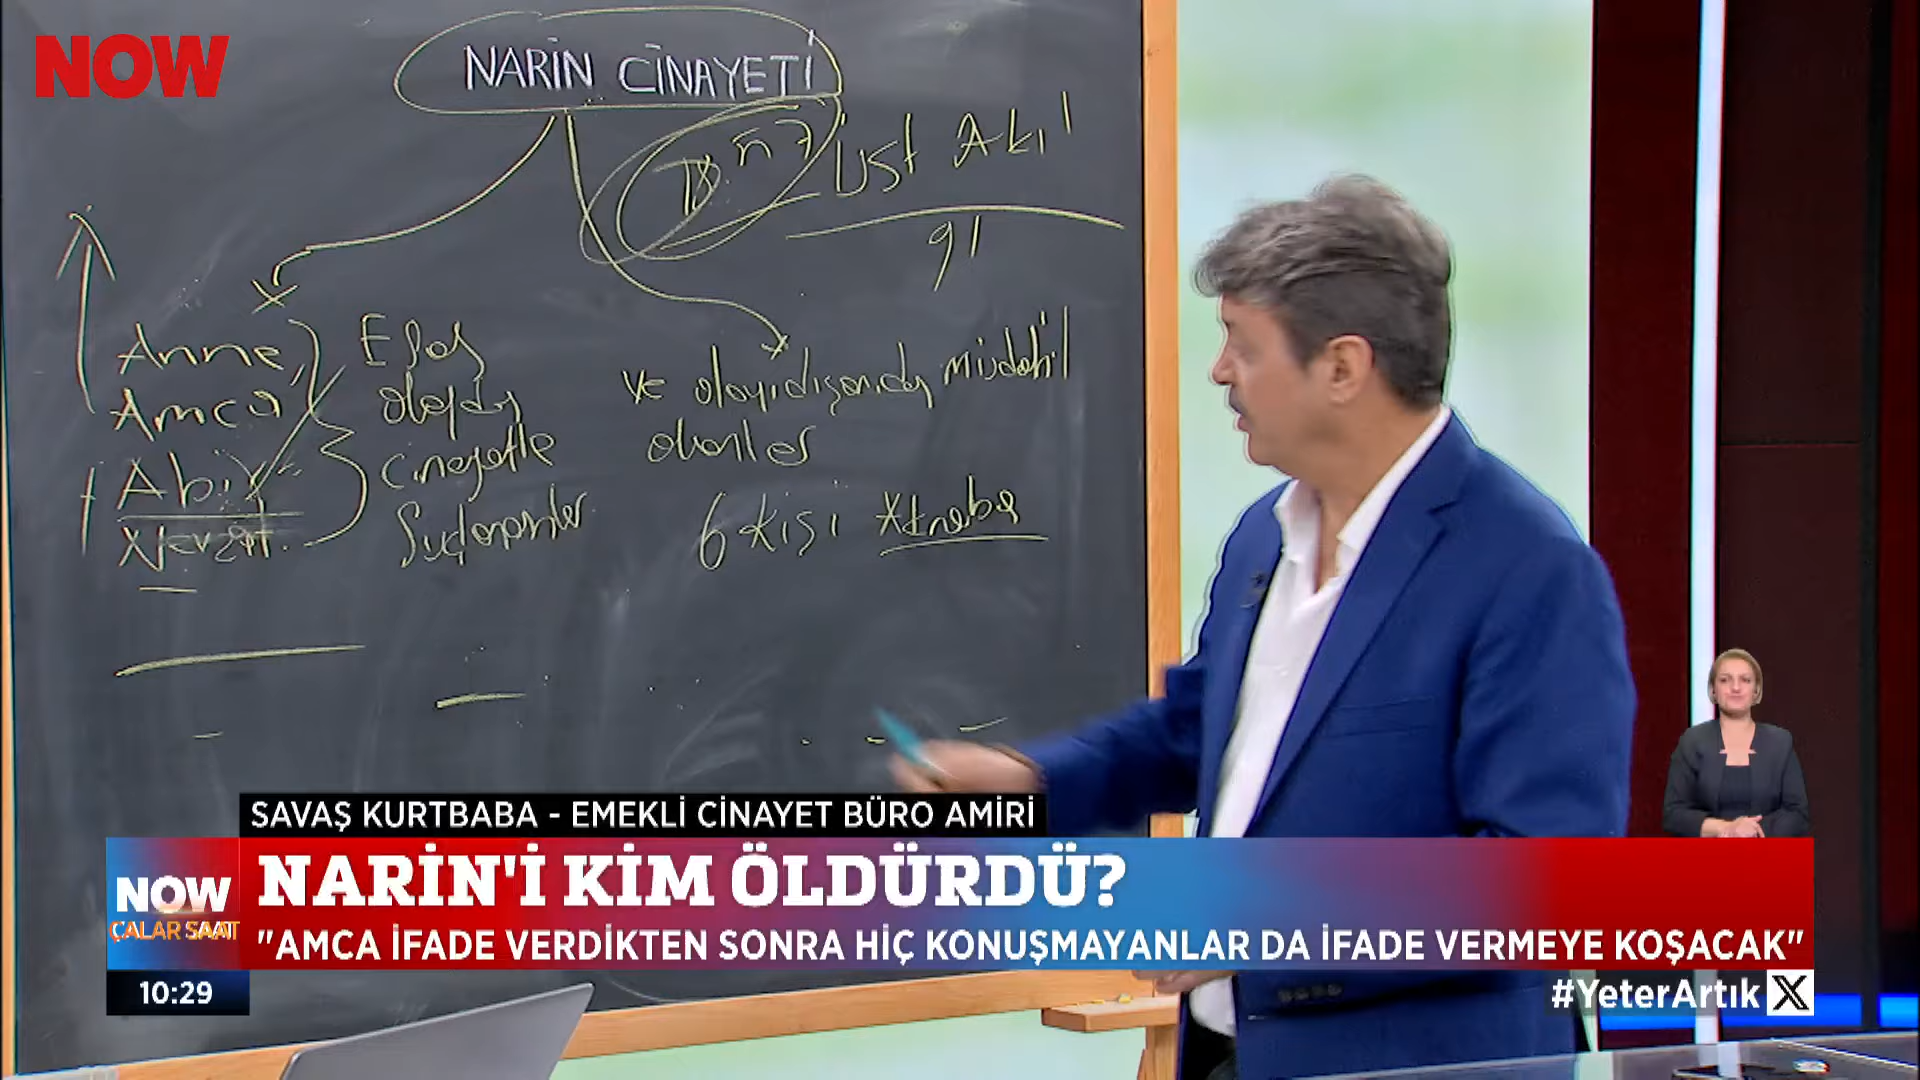 NOW
NARİN CİNAYETİ
Üst Akıl
Anne,
Amca
Abi
Nevzat.
Eşas
olayda
cinayetle
Suçlananlar
ve olayı dışarıdan müdahil
olanlar
6 kişi Akraba
SAVAŞ KURTBABA - EMEKLİ CİNAYET BÜRO AMİRİ
NOW
ÇALAR SAAT
NARİN'İ KİM ÖLDÜRDÜ?
"AMCA İFADE VERDİKTEN SONRA HİÇ KONUŞMAYANLAR DA İFADE VERMEYE KOŞACAK"
10:29
#YeterArtık X